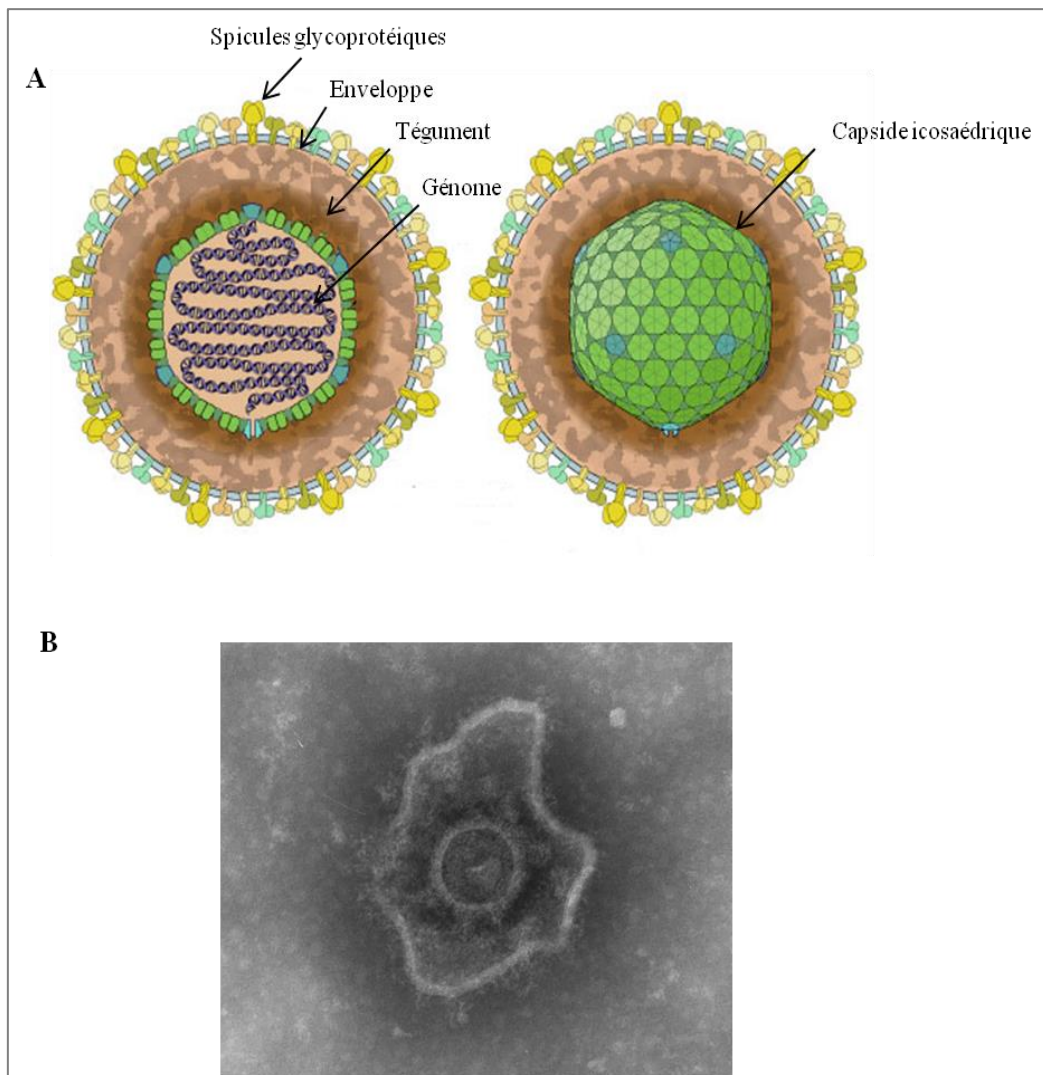 Spicules glycoprotéiques
A
Enveloppe
Tégument
Capside icosaédrique
Génome
B